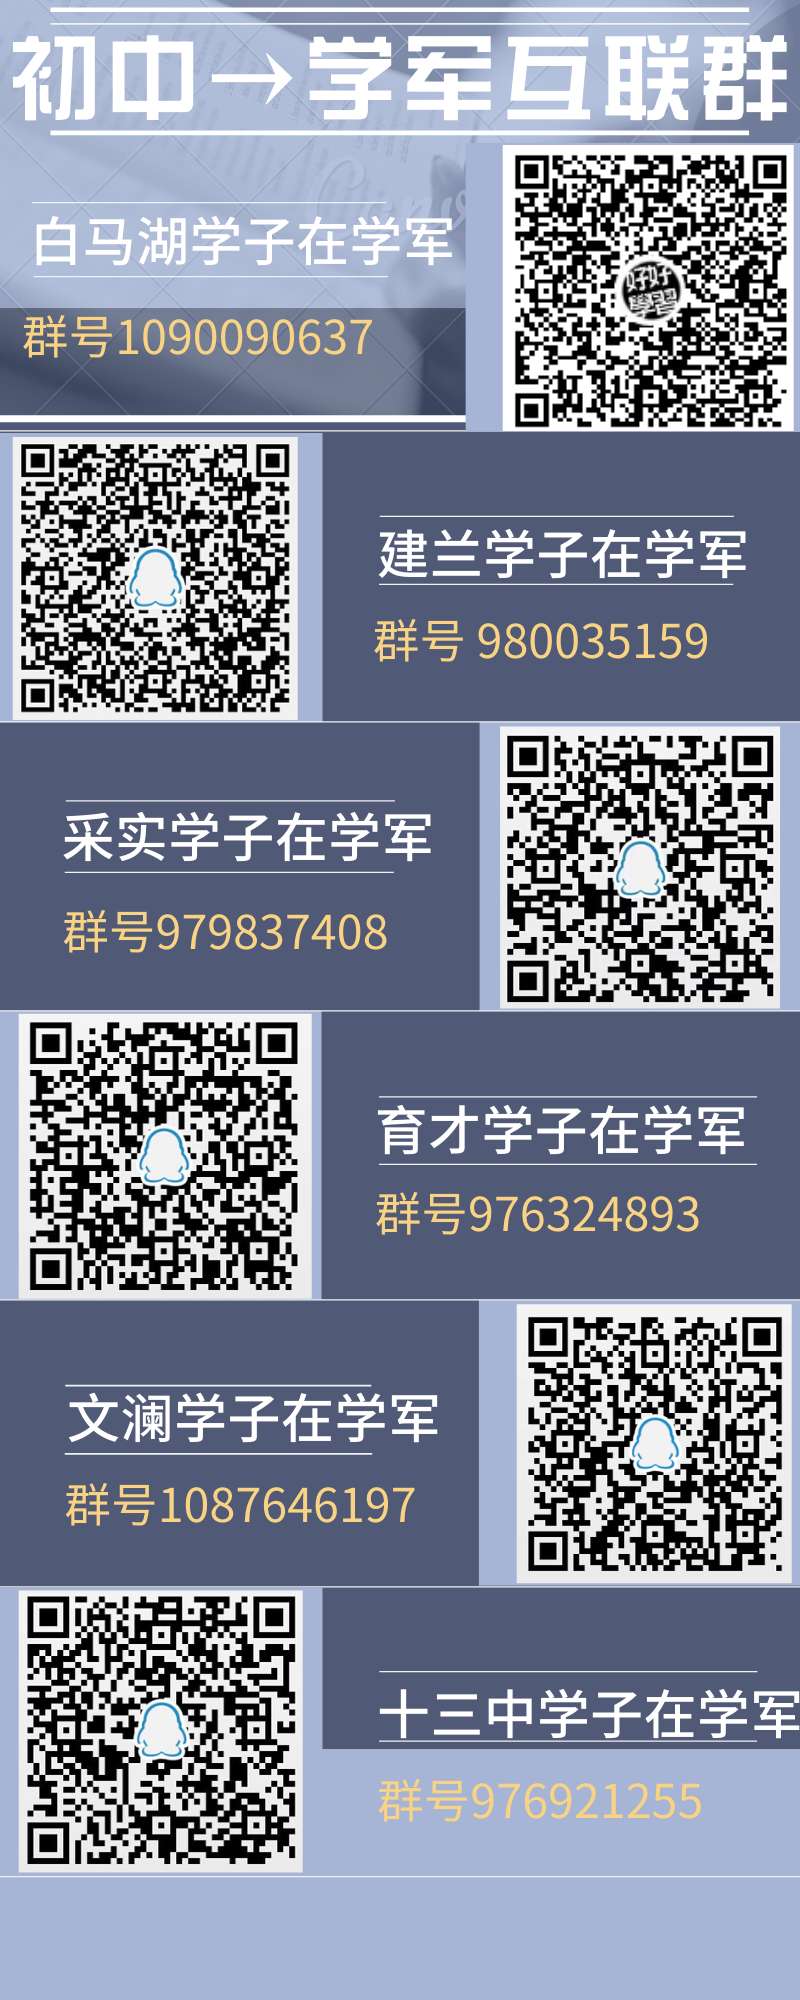 初中→学军互联群
白马湖学子在学军
群号1090090637
好好
學習
建兰学子在学军
群号 980035159
采实学子在学军
群号979837408
育才学子在学军
群号976324893
文澜学子在学军
群号1087646197
十三中学子在学军
群号976921255